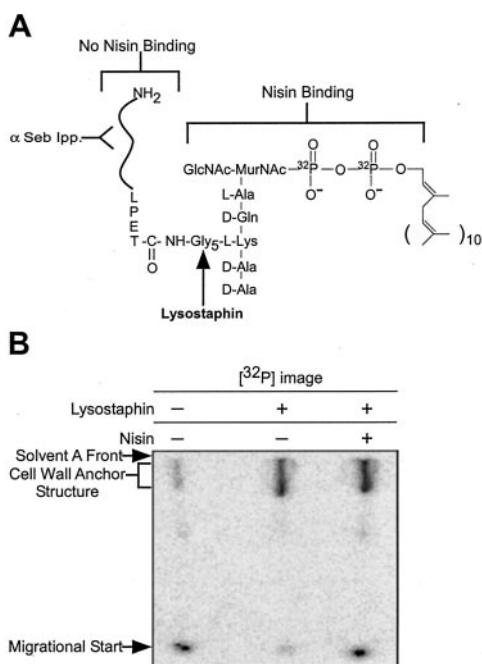 A
No Nisin Binding
NH2
Nisin Binding
α Seb Ipp.
O O
GlcNAc-MurNAc-32P-O-32P-O
O- O-
L-Ala
D-Gln
L
P
E
T-C-NH-Gly5-L-Lys
O
( )10
D-Ala
D-Ala
Lysostaphin
B
[32P] image
Lysostaphin − + +
Nisin − − +
Solvent A Front
Cell Wall Anchor
Structure
Migrational Start